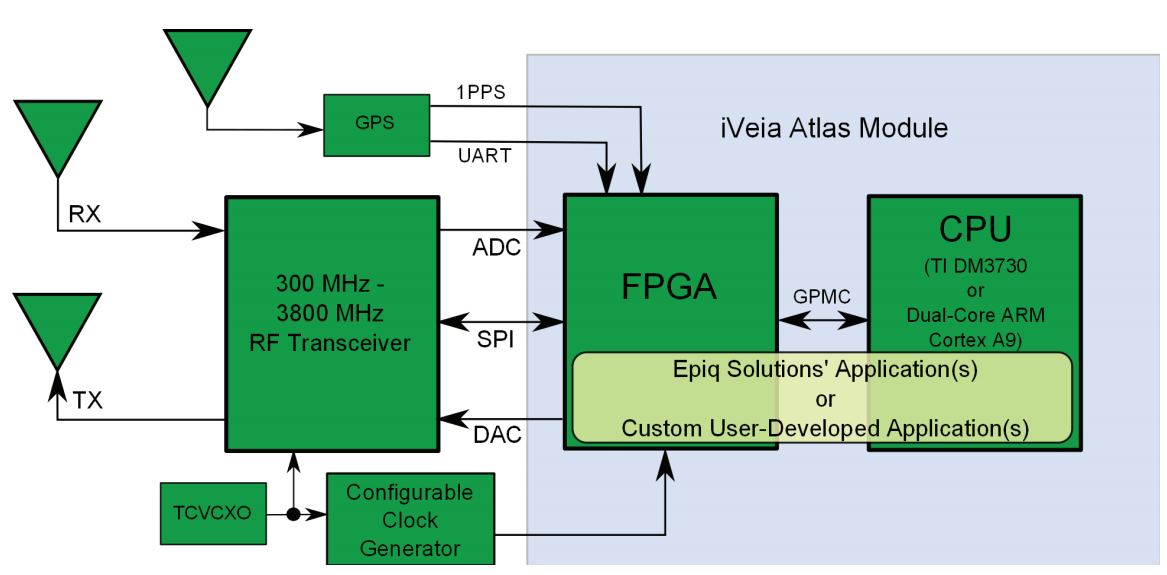 1PPS
GPS
UART
iVeia Atlas Module
RX
ADC
300 MHz -
3800 MHz
RF Transceiver
SPI
TX
DAC
FPGA
GPMC
CPU
(TI DM3730
or
Dual-Core ARM
Cortex A9)
Epiq Solutions' Application(s)
or
Custom User-Developed Application(s)
TCVCXO
Configurable
Clock
Generator